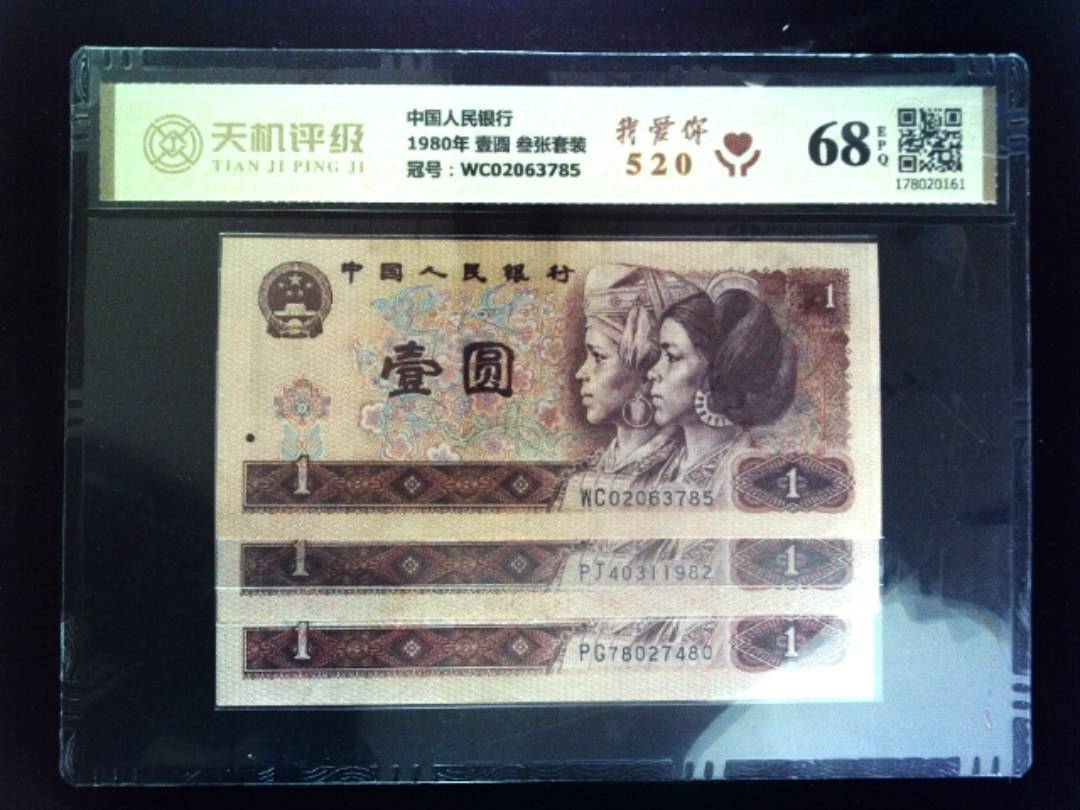 天机评级
TIAN JI PING JI
中国人民银行
1980年 壹圆 叁张套装
冠号：WC02063785
我爱你
520
68
EPQ
178020161
中国人民银行
1
壹圆
1
WC02063785
1
1
PJ40311982
1
1
PG78027480
1